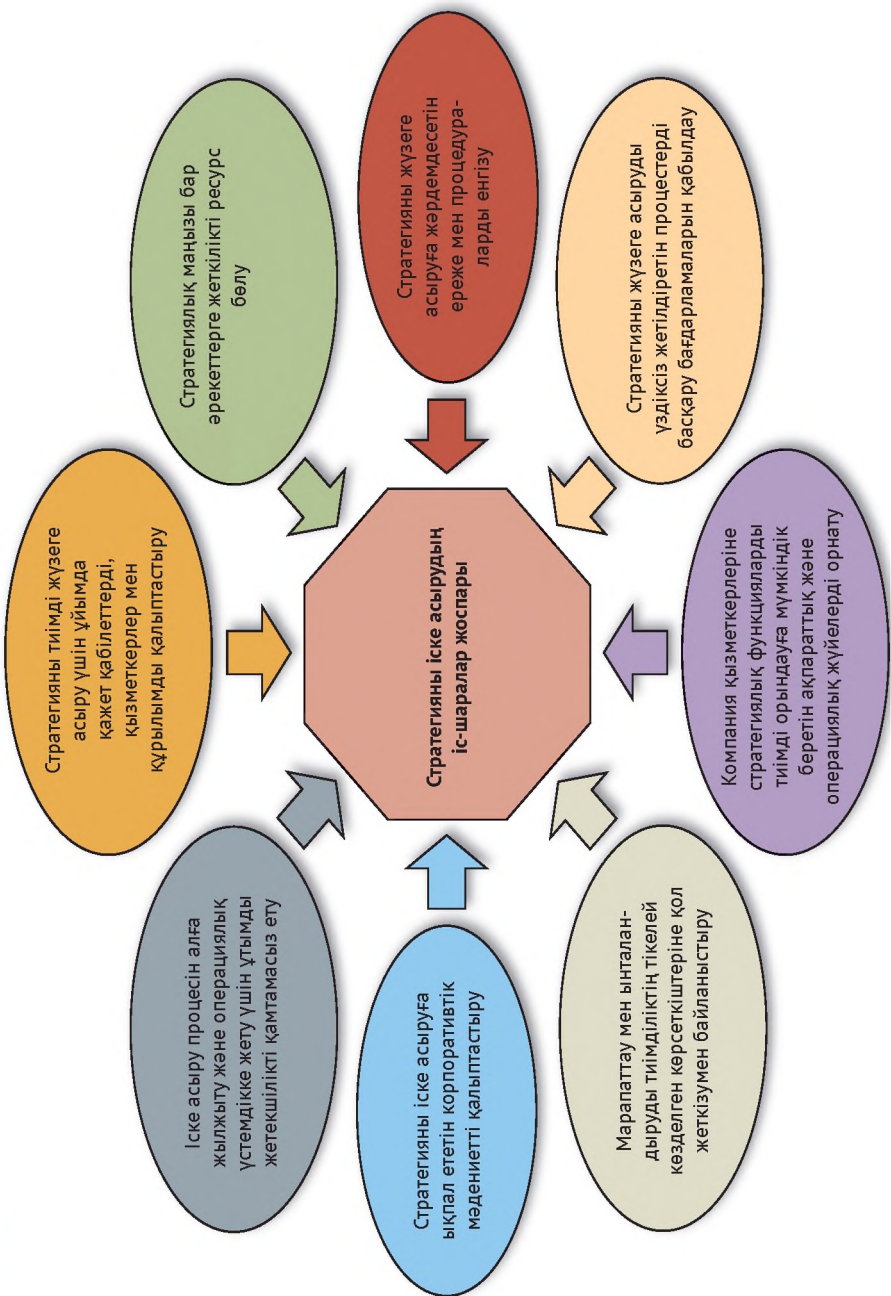 Стратегияны тиімді жүзеге
асыру үшін ұйымда
қажет қабілеттерді,
қызметкерлер мен
құрылымды қалыптастыру
Стратегиялық маңызы бар
әрекеттерге жеткілікті ресурс
бөлу
Стратегияны жүзеге
асыруға жәрдемдесетін
ереже мен процедура-
ларды енгізу
Стратегияны жүзеге асыруды
үздіксіз жетілдіретін процестерді
басқару бағдарламаларын қабылдау
Компания қызметкерлеріне
стратегиялық функцияларды
тиімді орындауға мүмкіндік
беретін ақпараттық және
операциялық жүйелерді орнату
Марапаттау мен ынталан-
дыруды тиімділіктің тікелей
көзделген көрсеткіштеріне қол
жеткізумен байланыстыру
Стратегияны іске асыруға
ықпал ететін корпоративтік
мәдениетті қалыптастыру
Іске асыру процесін алға
жылжыту және операциялық
үстемдікке жету үшін ұтымды
жетекшілікті қамтамасыз ету
Стратегияны іске асырудың
іс-шаралар жоспары